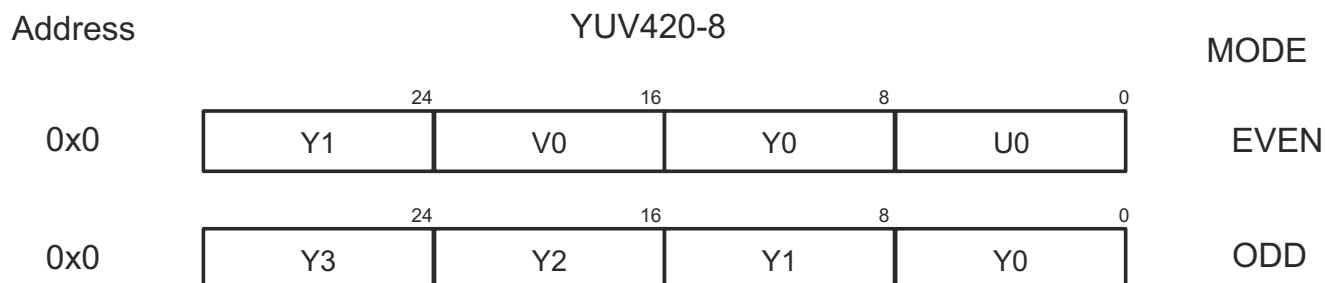 Address YUV420-8
MODE
24 16 8 0
0x0 Y1 V0 Y0 U0 EVEN
24 16 8 0
0x0 Y3 Y2 Y1 Y0 ODD